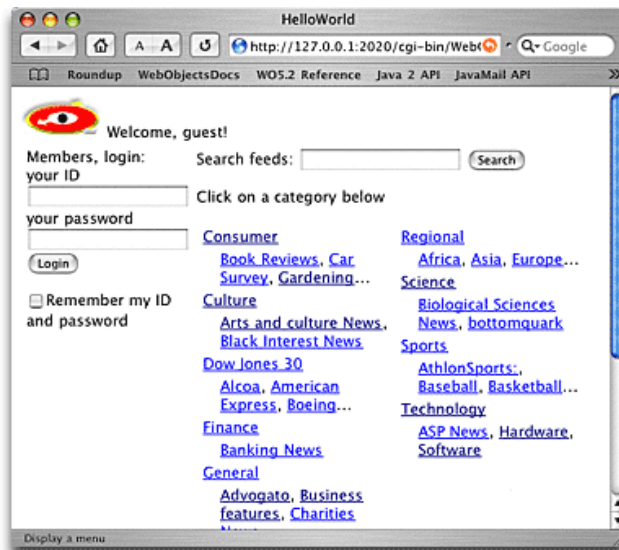 HelloWorld
A A http://127.0.0.1:2020/cgi-bin/Web Google
Roundup WebObjectsDocs WO5.2 Reference Java 2 API JavaMail API
Welcome, guest!
Members, login:
your ID
your password
Login
Remember my ID
and password
Search feeds: Search
Click on a category below
Consumer
Book Reviews, Car
Survey, Gardening...
Culture
Arts and culture News,
Black Interest News
Dow Jones 30
Alcoa, American
Express, Boeing...
Finance
Banking News
General
Advogato, Business
features, Charities
Regional
Africa, Asia, Europe...
Science
Biological Sciences
News, bottomquark
Sports
AthlonSports:,
Baseball, Basketball...
Technology
ASP News, Hardware,
Software
Display a menu